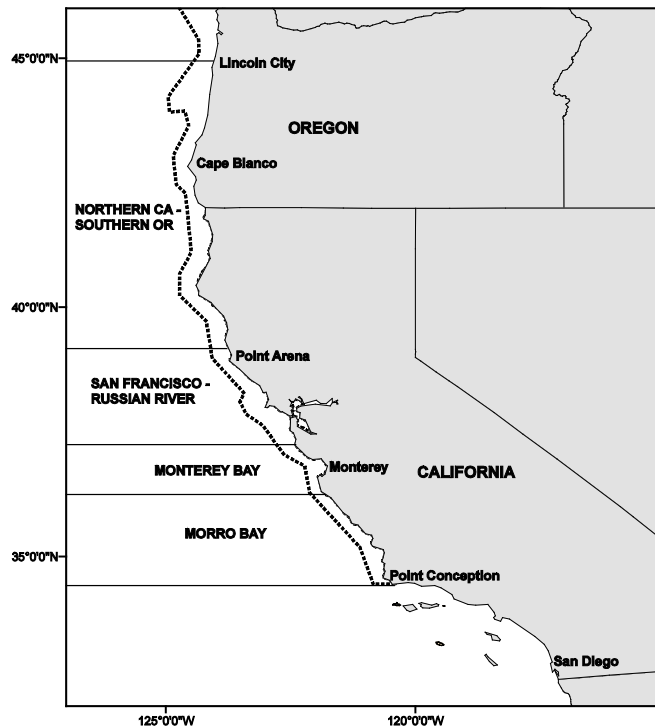 45°0'0"N
Lincoln City
OREGON
Cape Blanco
NORTHERN CA -
SOUTHERN OR
40°0'0"N
Point Arena
SAN FRANCISCO -
RUSSIAN RIVER
Monterey
MONTEREY BAY
CALIFORNIA
MORRO BAY
35°0'0"N
Point Conception
San Diego
125°0'0"W
120°0'0"W